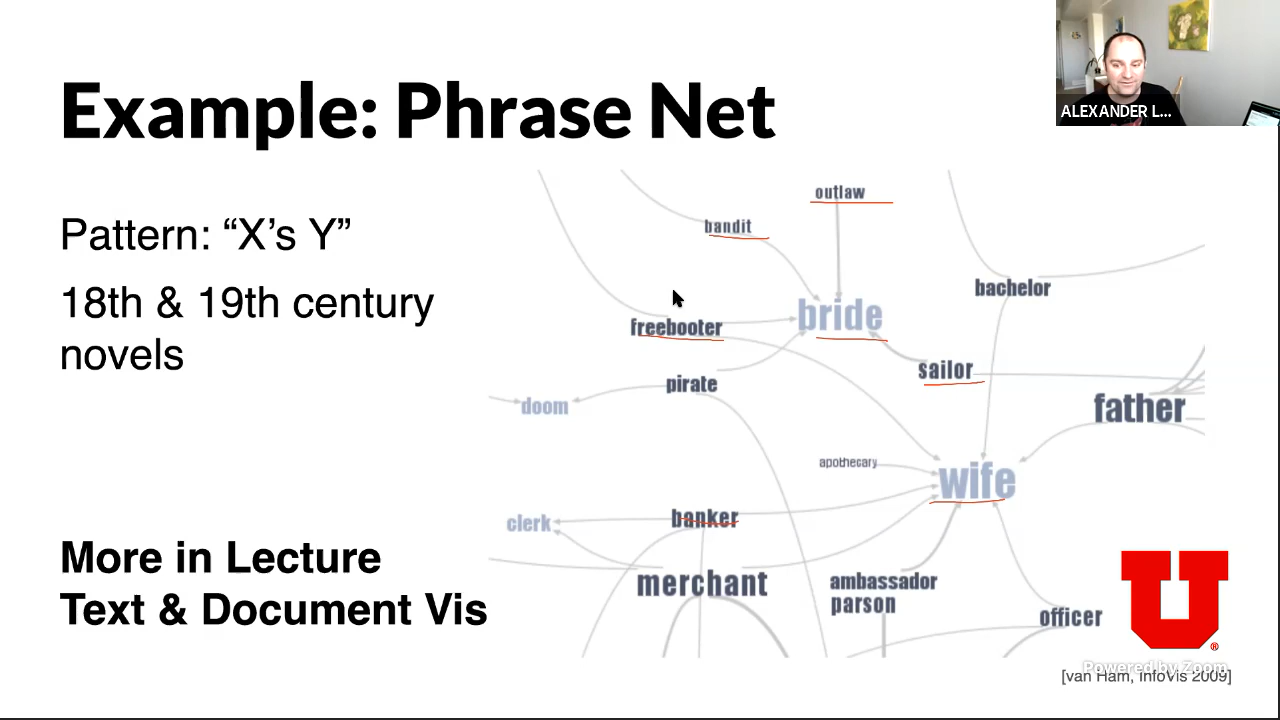 ALEXANDER L...
Example: Phrase Net
Pattern: “X’s Y”
18th & 19th century
novels
More in Lecture
Text & Document Vis
outlaw
bandit
bride
bachelor
freebooter
sailor
pirate
father
doom
apothecary
wife
banker
clerk
merchant
ambassador
parson
officer
U
®
Powered by Zoom
[van Ham, InfoVis 2009]